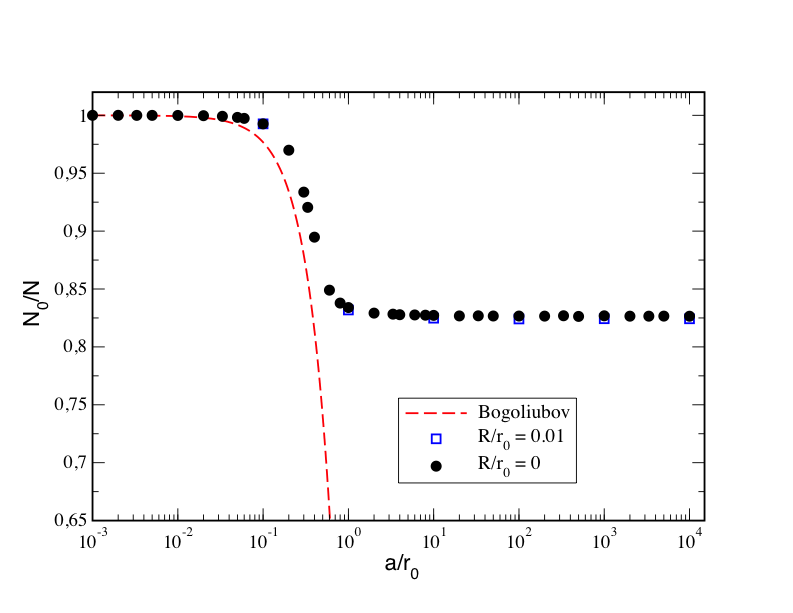 1
0,95
0,9
0,85
0,8
0,75
0,7
0,65
N₀/N
Bogoliubov
R/r₀ = 0.01
R/r₀ = 0
10⁻³ 10⁻² 10⁻¹ 10⁰ 10¹ 10² 10³ 10⁴
a/r₀